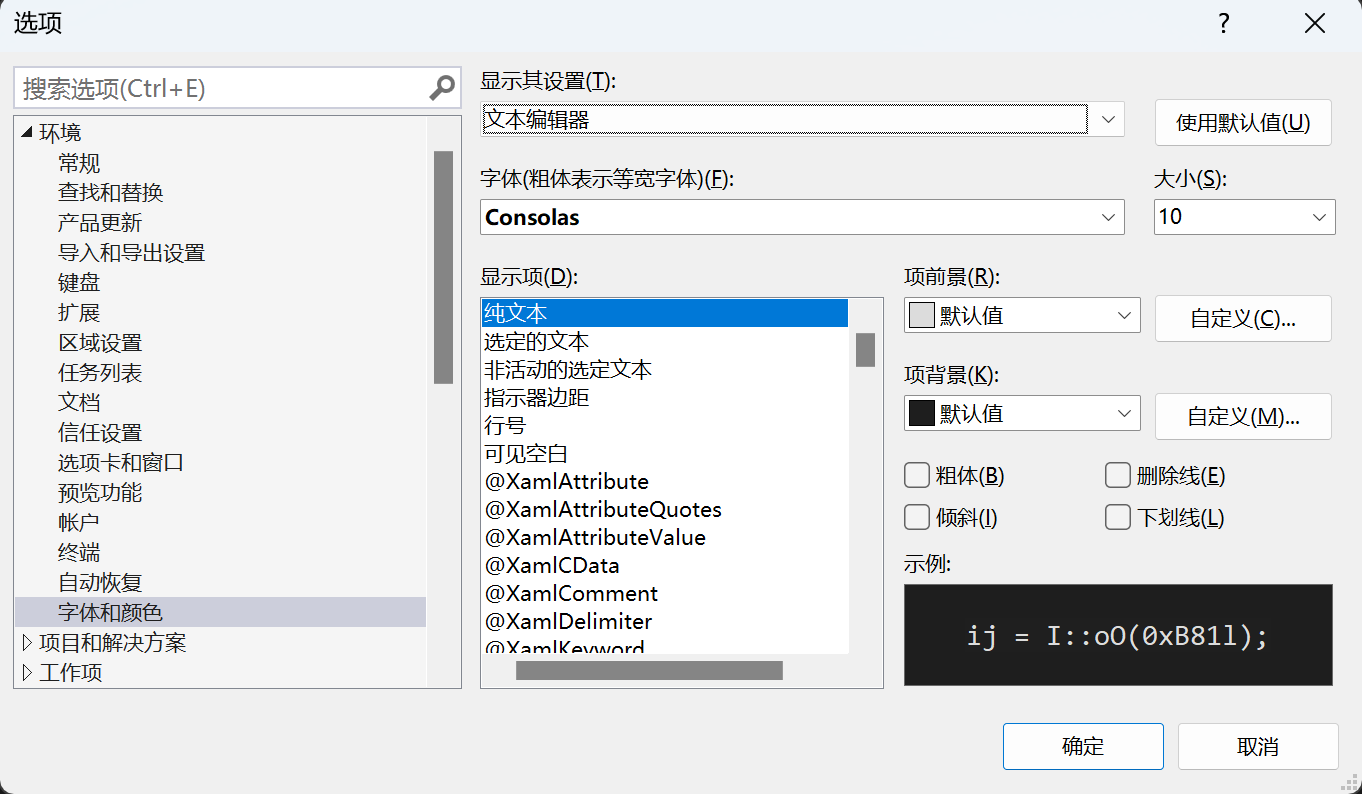 选项
?
搜索选项(Ctrl+E)
环境
常规
查找和替换
产品更新
导入和导出设置
键盘
扩展
区域设置
任务列表
文档
信任设置
选项卡和窗口
预览功能
帐户
终端
自动恢复
字体和颜色
项目和解决方案
工作项
显示其设置(T):
文本编辑器
使用默认值(U)
字体(粗体表示等宽字体)(F):
Consolas
大小(S):
10
显示项(D):
纯文本
选定的文本
非活动的选定文本
指示器边距
行号
可见空白
@XamlAttribute
@XamlAttributeQuotes
@XamlAttributeValue
@XamlCData
@XamlComment
@XamlDelimiter
@XamlKeyword
项前景(R):
默认值
自定义(C)...
项背景(K):
默认值
自定义(M)...
粗体(B)
删除线(E)
倾斜(I)
下划线(L)
示例:
ij = I::oO(0xB81l);
确定
取消